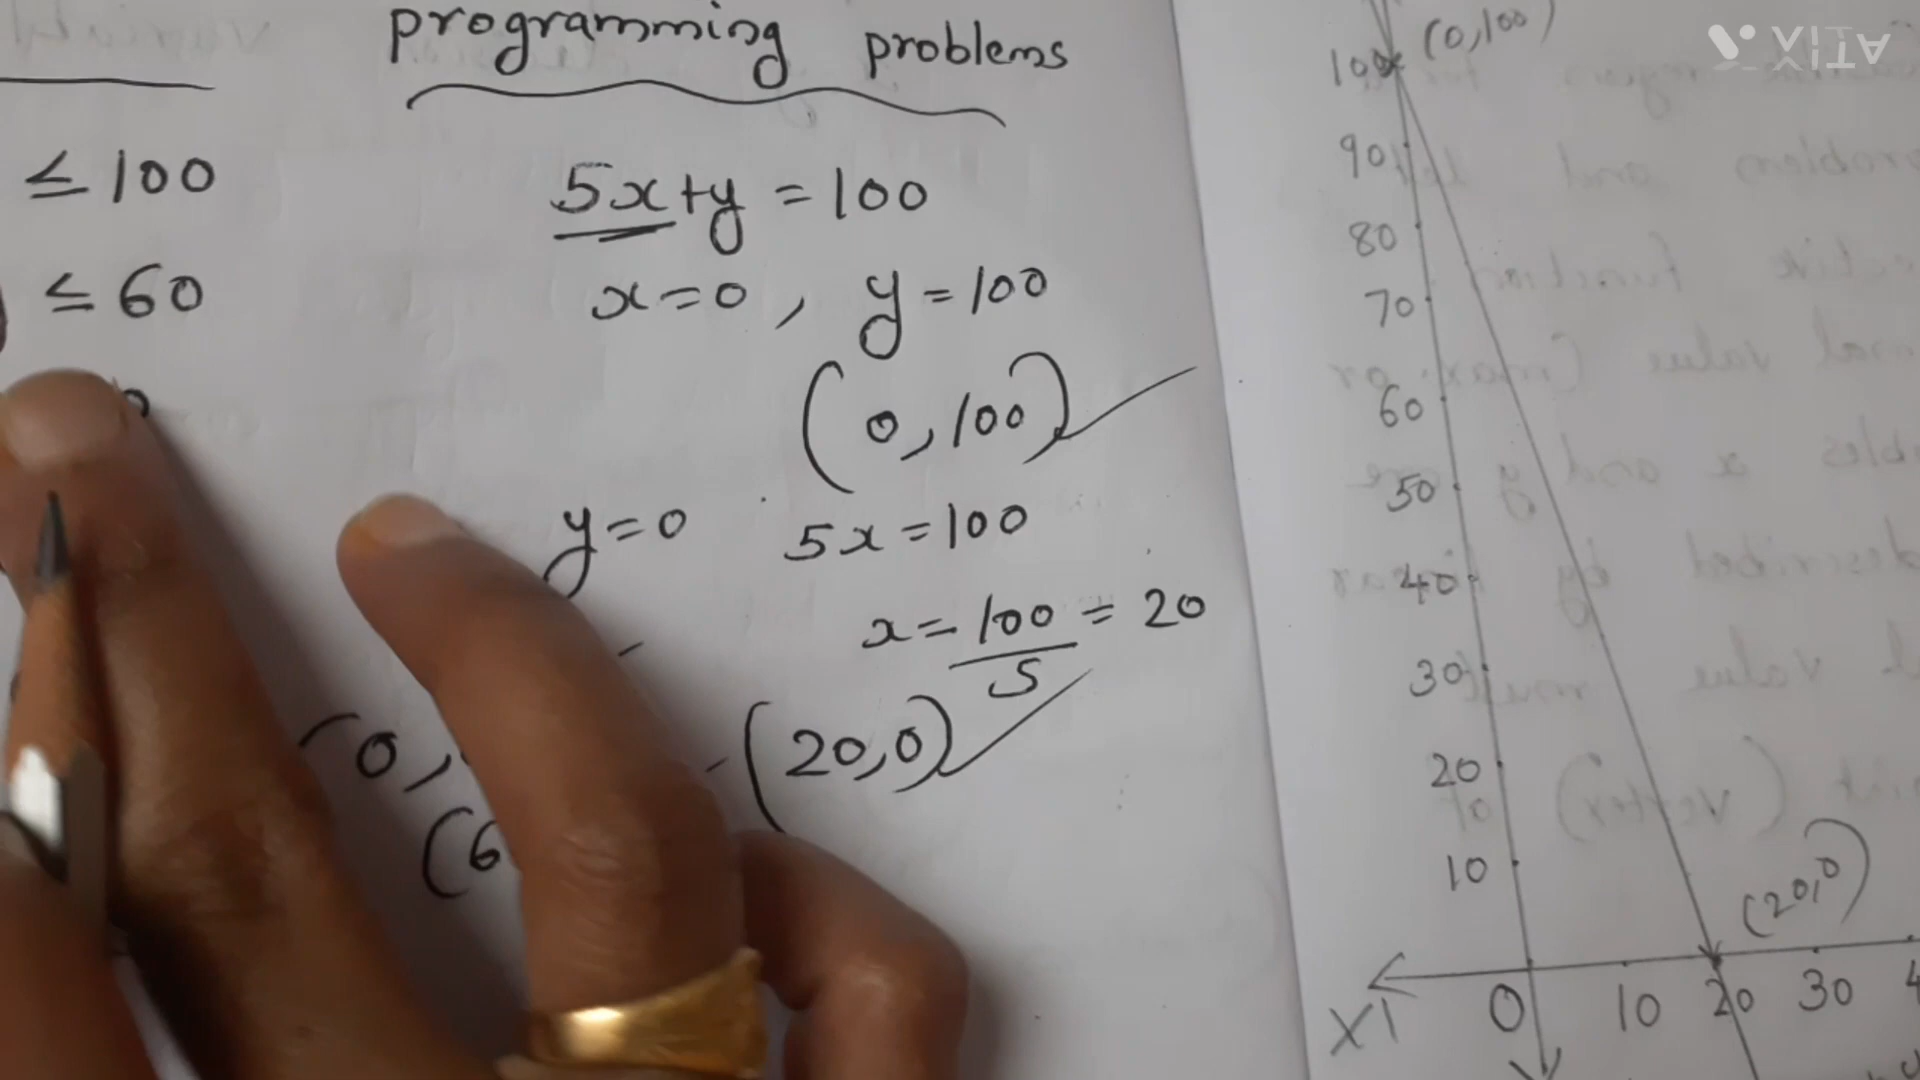 programming problems
≤ 100
5x+y = 100
≤ 60
x=0, y=100
(0,100)
y=0 5x=100
x=100/5 = 20
(20,0)
(0,
(6
(0,100)
100
90
80
70
60
50
40
30
20
10
(20,0)
X1 0 10 20 30 4
VITA